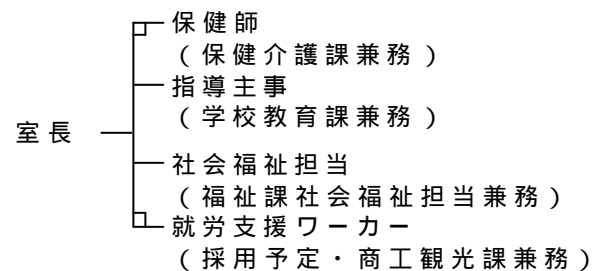 保健師
(保健介護課兼務)
指導主事
(学校教育課兼務)
室長
社会福祉担当
(福祉課社会福祉担当兼務)
就労支援ワーカー
(採用予定・商工観光課兼務)